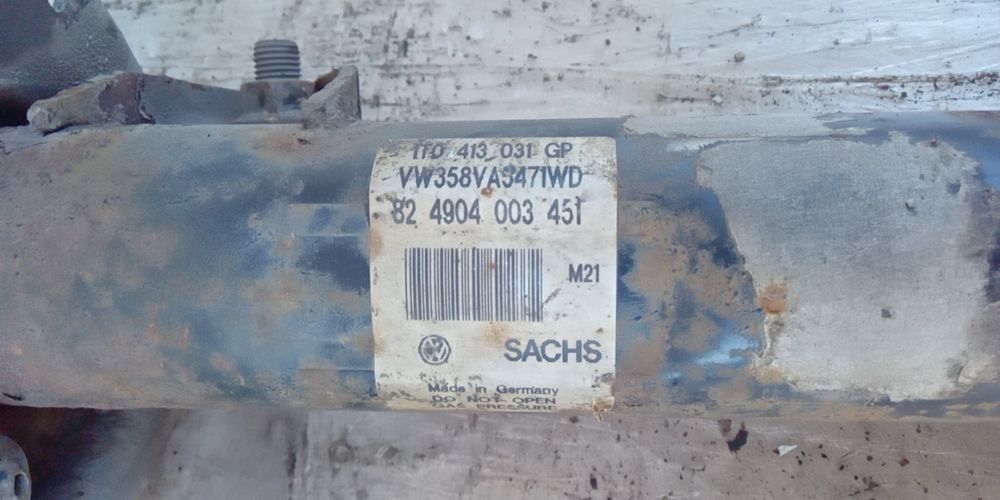 1T0 413 031 GP
VW358VA3471WD
82 4904 003 451
M21
VW
SACHS
Made in Germany
DO NOT OPEN
GAS PRESSURE